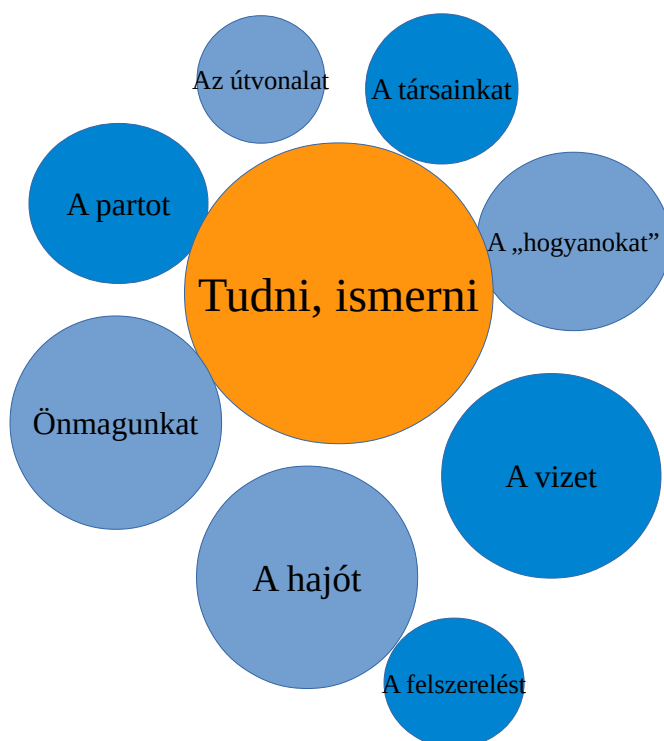 Az útvonalat
A társainkat
A partot
A „hogyanokat”
Tudni, ismerni
Önmagunkat
A vizet
A hajót
A felszerelést